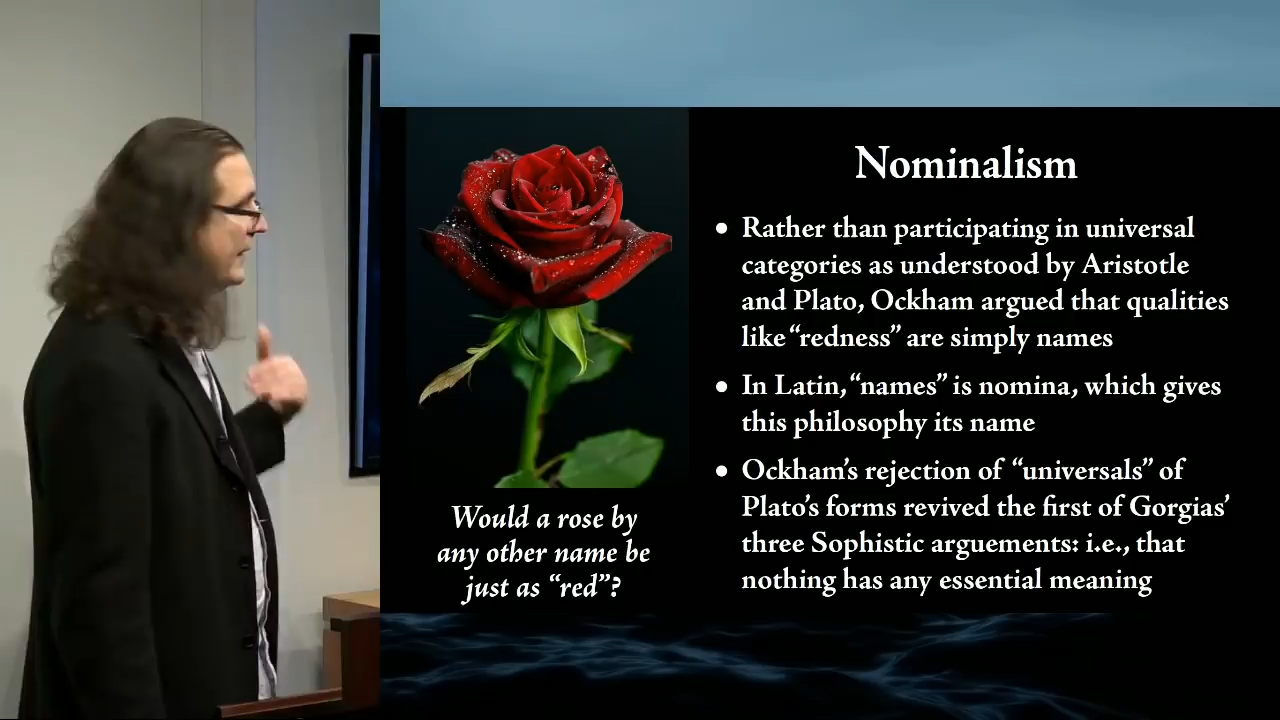 Nominalism
• Rather than participating in universal
categories as understood by Aristotle
and Plato, Ockham argued that qualities
like “redness” are simply names
• In Latin, “names” is nomina, which gives
this philosophy its name
• Ockham’s rejection of “universals” of
Plato’s forms revived the first of Gorgias’
three Sophistic arguements: i.e., that
nothing has any essential meaning
Would a rose by
any other name be
just as “red”?